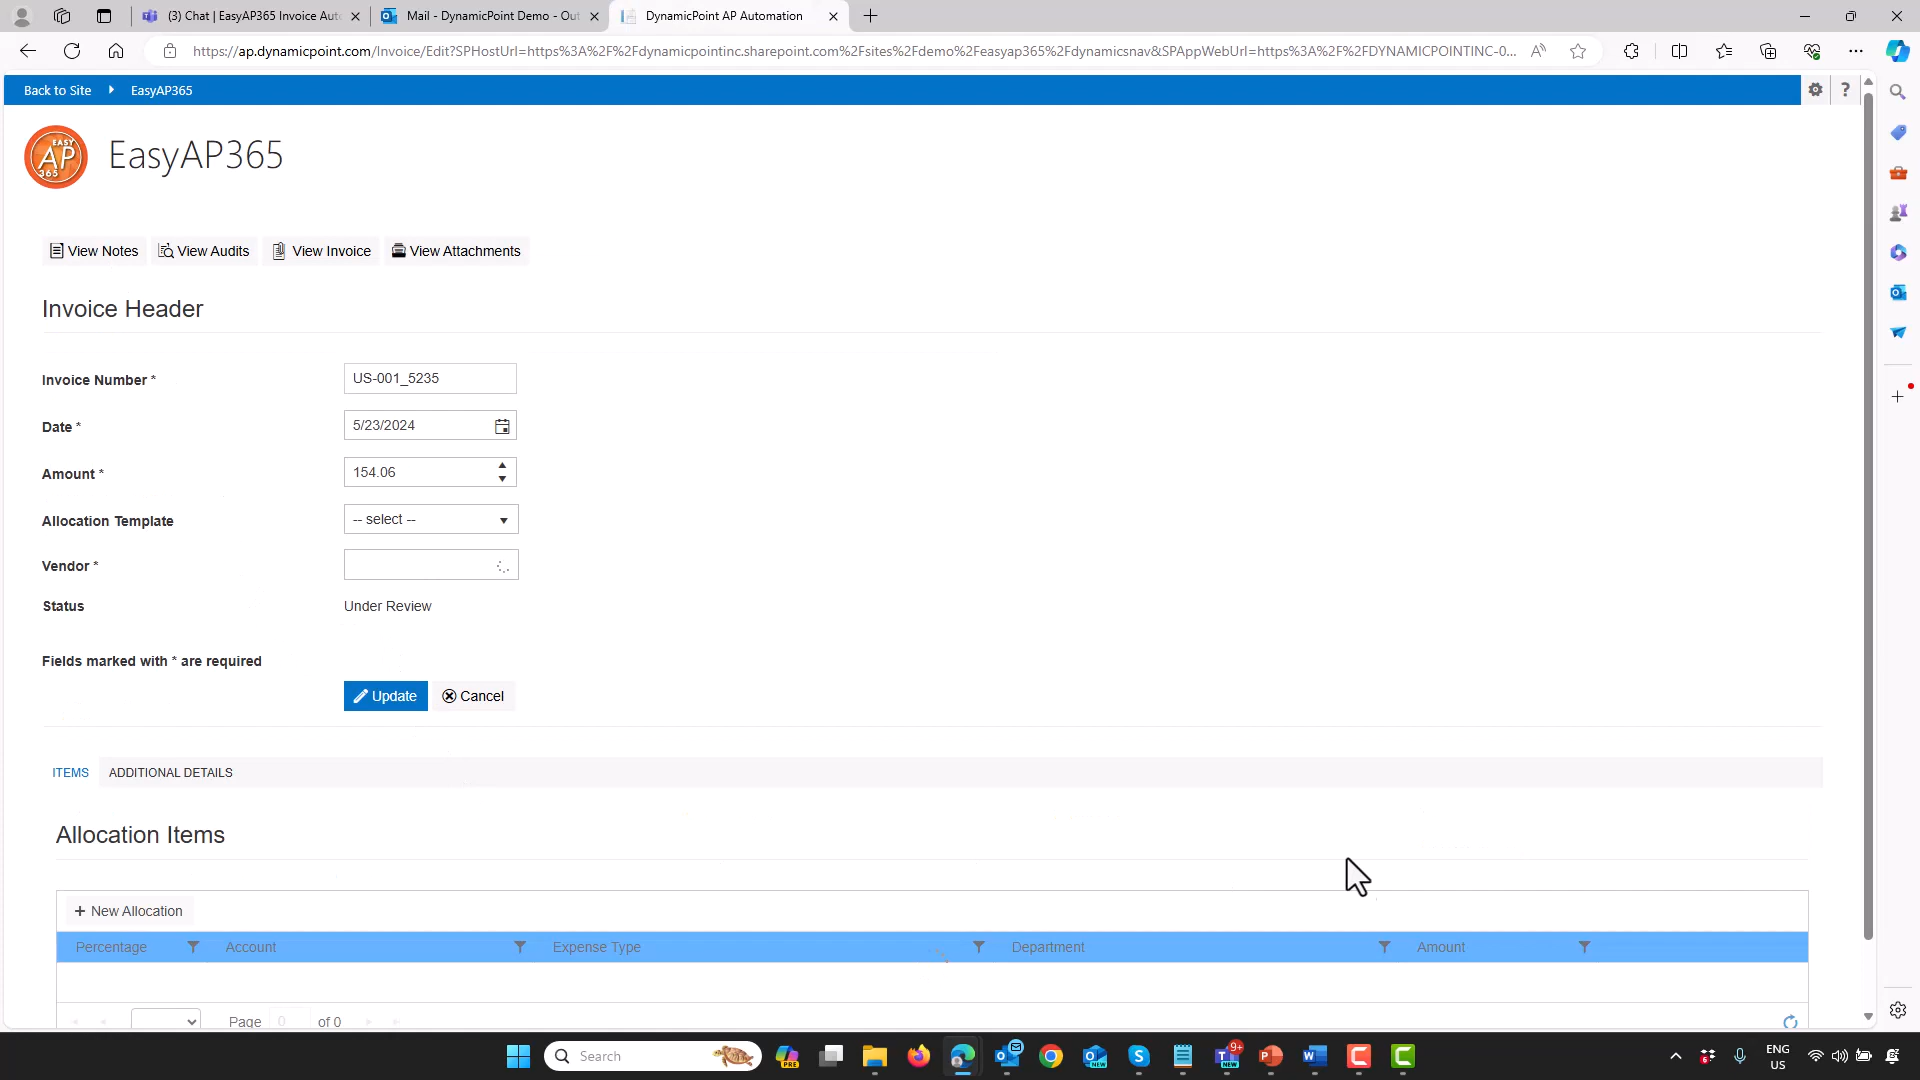 (3) Chat | EasyAP365 Invoice Aut
Mail - DynamicPoint Demo - Out
DynamicPoint AP Automation
https://ap.dynamicpoint.com/Invoice/Edit?SPHostUrl=https%3A%2F%2Fdynamicpointinc.sharepoint.com%2Fsites%2Fdemo%2Feasyap365%2Fdynamicsnav&SPAppWebUrl=https%3A%2F%2FDYNAMICPOINTINC-0...
Back to Site EasyAP365
?
EASY
AP
365
EasyAP365
View Notes View Audits View Invoice View Attachments
Invoice Header
Invoice Number * US-001_5235
Date * 5/23/2024
Amount * 154.06
Allocation Template -- select --
Vendor *
Status Under Review
Fields marked with * are required
Update Cancel
ITEMS ADDITIONAL DETAILS
Allocation Items
+ New Allocation
Percentage Account Expense Type Department Amount
Page 0 of 0
Search
PRE
NEW
NEW
9+
6
ENG
US